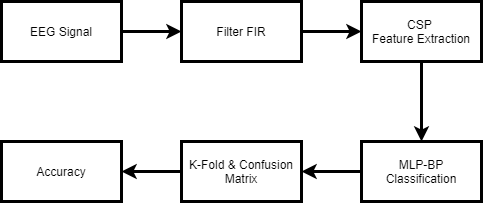 EEG Signal
Filter FIR
CSP
Feature Extraction
MLP-BP
Classification
K-Fold & Confusion
Matrix
Accuracy